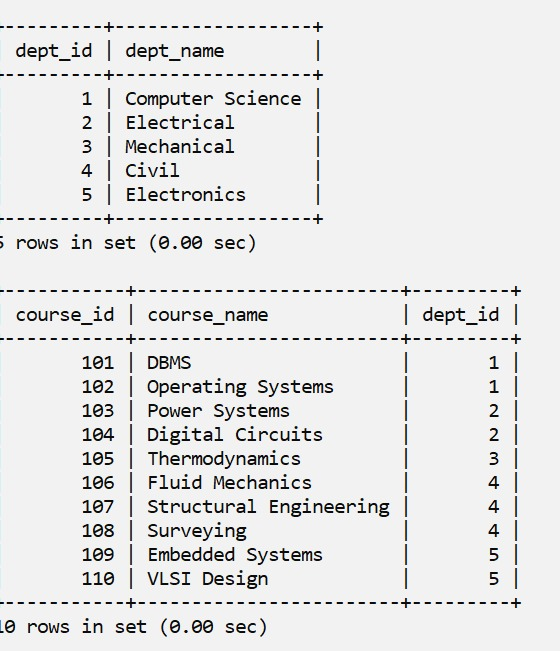 ----------+------------------+
 dept_id | dept_name        |
----------+------------------+
       1 | Computer Science |
       2 | Electrical       |
       3 | Mechanical       |
       4 | Civil            |
       5 | Electronics      |
----------+------------------+
5 rows in set (0.00 sec)
-----------+------------------------+---------+
 course_id | course_name            | dept_id |
-----------+------------------------+---------+
       101 | DBMS                   |       1 |
       102 | Operating Systems      |       1 |
       103 | Power Systems          |       2 |
       104 | Digital Circuits       |       2 |
       105 | Thermodynamics         |       3 |
       106 | Fluid Mechanics        |       4 |
       107 | Structural Engineering |       4 |
       108 | Surveying              |       4 |
       109 | Embedded Systems       |       5 |
       110 | VLSI Design            |       5 |
-----------+------------------------+---------+
10 rows in set (0.00 sec)